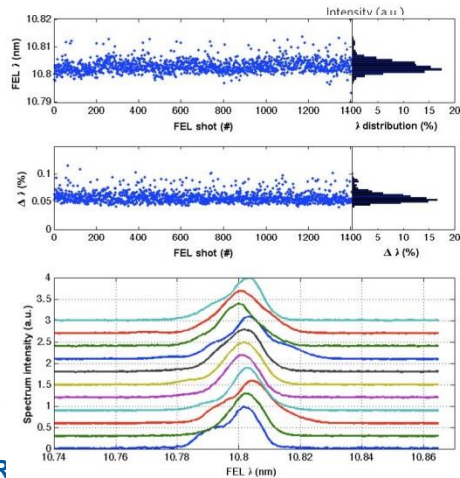 Intensity (a.u.)
10.82
10.81
10.8
10.79
FEL λ (nm)
0 200 400 600 800 1000 1200 1400 5 10 15 20
FEL shot (#) λ distribution (%)
0.1
0.05
0
Δ λ (%)
0 200 400 600 800 1000 1200 1400 5 10 15 20
FEL shot (#) Δ λ (%)
4
3.5
3
2.5
2
1.5
1
0.5
0
Spectrum intensity (a.u.)
10.74 10.76 10.78 10.8 10.82 10.84 10.86
FEL λ (nm)
R